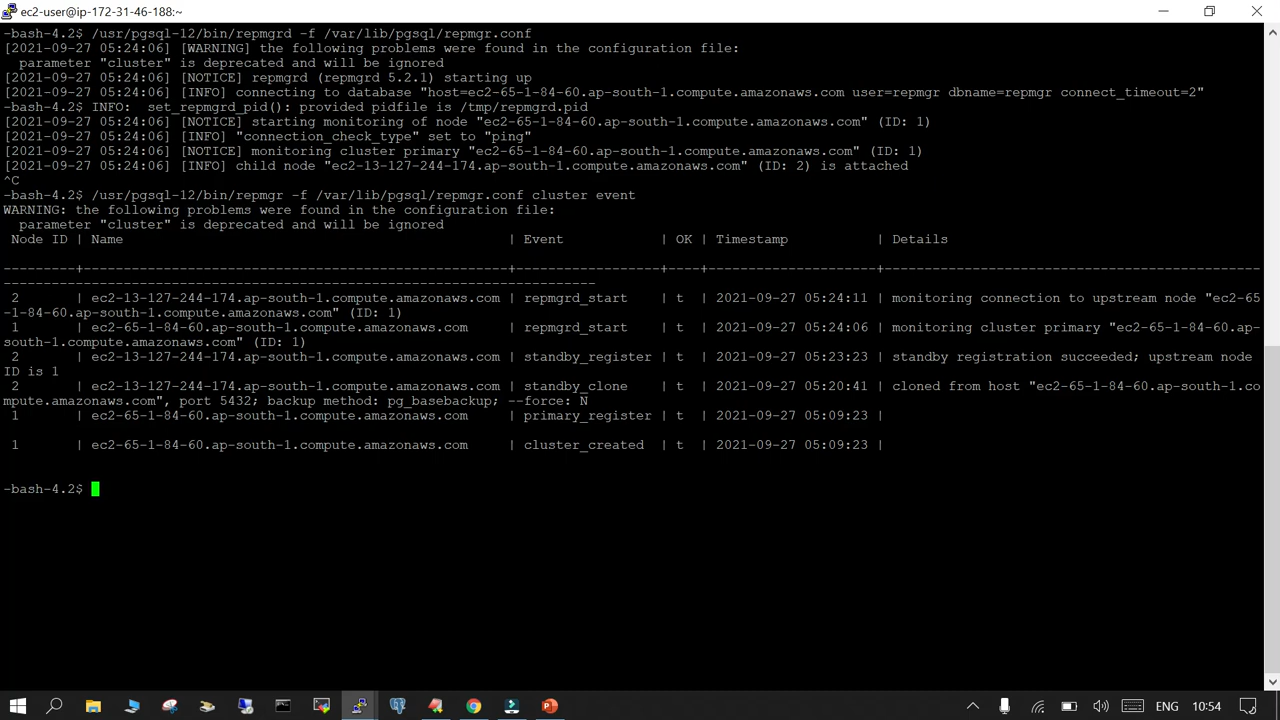 ec2-user@ip-172-31-46-188:~
-bash-4.2$ /usr/pgsql-12/bin/repmgrd -f /var/lib/pgsql/repmgr.conf
[2021-09-27 05:24:06] [WARNING] the following problems were found in the configuration file:
  parameter "cluster" is deprecated and will be ignored
[2021-09-27 05:24:06] [NOTICE] repmgrd (repmgrd 5.2.1) starting up
[2021-09-27 05:24:06] [INFO] connecting to database "host=ec2-65-1-84-60.ap-south-1.compute.amazonaws.com user=repmgr dbname=repmgr connect_timeout=2"
-bash-4.2$ INFO:  set_repmgrd_pid(): provided pidfile is /tmp/repmgrd.pid
[2021-09-27 05:24:06] [NOTICE] starting monitoring of node "ec2-65-1-84-60.ap-south-1.compute.amazonaws.com" (ID: 1)
[2021-09-27 05:24:06] [INFO] "connection_check_type" set to "ping"
[2021-09-27 05:24:06] [NOTICE] monitoring cluster primary "ec2-65-1-84-60.ap-south-1.compute.amazonaws.com" (ID: 1)
[2021-09-27 05:24:06] [INFO] child node "ec2-13-127-244-174.ap-south-1.compute.amazonaws.com" (ID: 2) is attached
^C
-bash-4.2$ /usr/pgsql-12/bin/repmgr -f /var/lib/pgsql/repmgr.conf cluster event
WARNING: the following problems were found in the configuration file:
  parameter "cluster" is deprecated and will be ignored
 Node ID | Name                                                | Event            | OK | Timestamp           | Details
---------+-----------------------------------------------------+------------------+----+---------------------+------------------------------------------------
---------------------------------------------------------------------------
 2       | ec2-13-127-244-174.ap-south-1.compute.amazonaws.com | repmgrd_start    | t  | 2021-09-27 05:24:11 | monitoring connection to upstream node "ec2-65
-1-84-60.ap-south-1.compute.amazonaws.com" (ID: 1)
 1       | ec2-65-1-84-60.ap-south-1.compute.amazonaws.com     | repmgrd_start    | t  | 2021-09-27 05:24:06 | monitoring cluster primary "ec2-65-1-84-60.ap-
south-1.compute.amazonaws.com" (ID: 1)
 2       | ec2-13-127-244-174.ap-south-1.compute.amazonaws.com | standby_register | t  | 2021-09-27 05:23:23 | standby registration succeeded; upstream node
ID is 1
 2       | ec2-13-127-244-174.ap-south-1.compute.amazonaws.com | standby_clone    | t  | 2021-09-27 05:20:41 | cloned from host "ec2-65-1-84-60.ap-south-1.co
mpute.amazonaws.com", port 5432; backup method: pg_basebackup; --force: N
 1       | ec2-65-1-84-60.ap-south-1.compute.amazonaws.com     | primary_register | t  | 2021-09-27 05:09:23 |
 1       | ec2-65-1-84-60.ap-south-1.compute.amazonaws.com     | cluster_created  | t  | 2021-09-27 05:09:23 |
-bash-4.2$
ENG 10:54